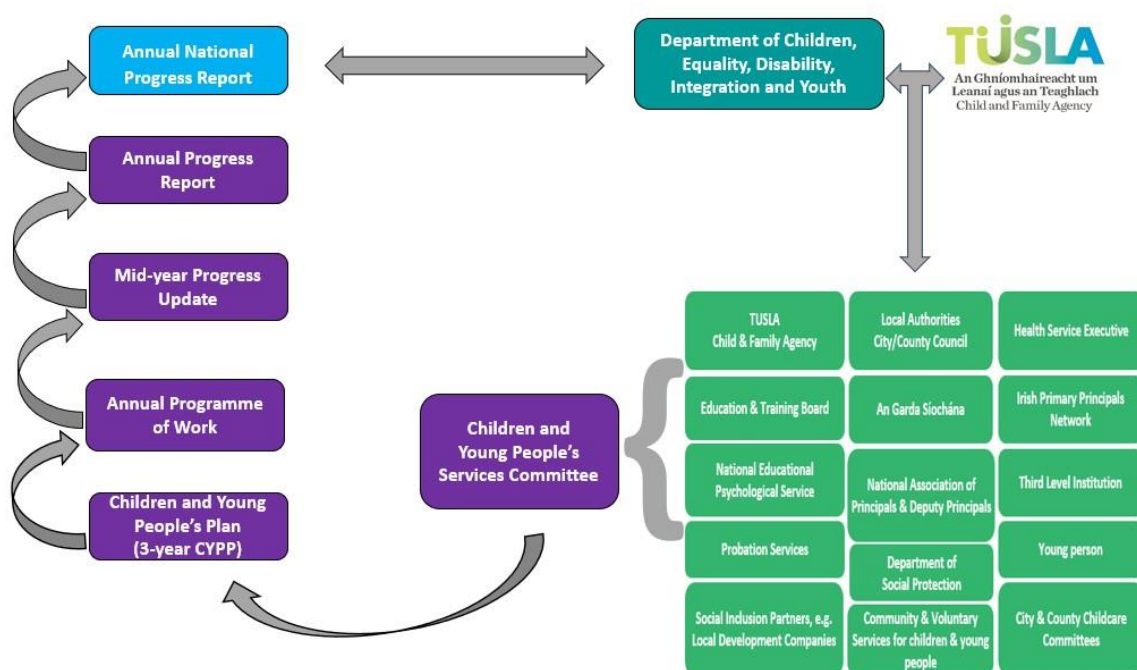 Annual National
Progress Report
Department of Children,
Equality, Disability,
Integration and Youth
TUSLA
An Ghníomhaireacht um
Leanaí agus an Teaghlach
Child and Family Agency
Annual Progress
Report
Mid-year Progress
Update
Annual Programme
of Work
Children and Young
People's Plan
(3-year CYPP)
Children and
Young People's
Services Committee
TUSLA
Child & Family Agency
Local Authorities
City/County Council
Health Service Executive
Education & Training Board
An Garda Síochána
Irish Primary Principals
Network
National Educational
Psychological Service
National Association of
Principals & Deputy Principals
Third Level Institution
Probation Services
Department of
Social Protection
Young person
Social Inclusion Partners, e.g.
Local Development Companies
Community & Voluntary
Services for children & young
people
City & County Childcare
Committees